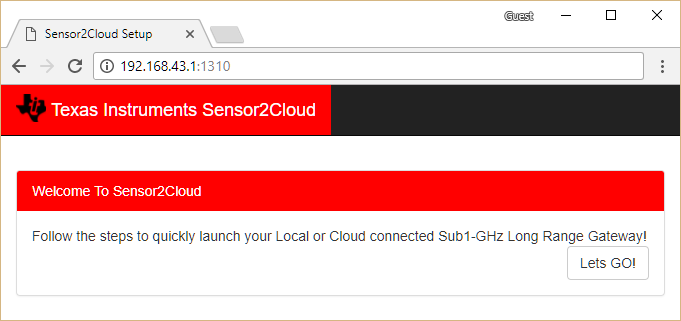 Guest
Sensor2Cloud Setup
192.168.43.1:1310
Texas Instruments Sensor2Cloud
Welcome To Sensor2Cloud
Follow the steps to quickly launch your Local or Cloud connected Sub1-GHz Long Range Gateway!
Lets GO!